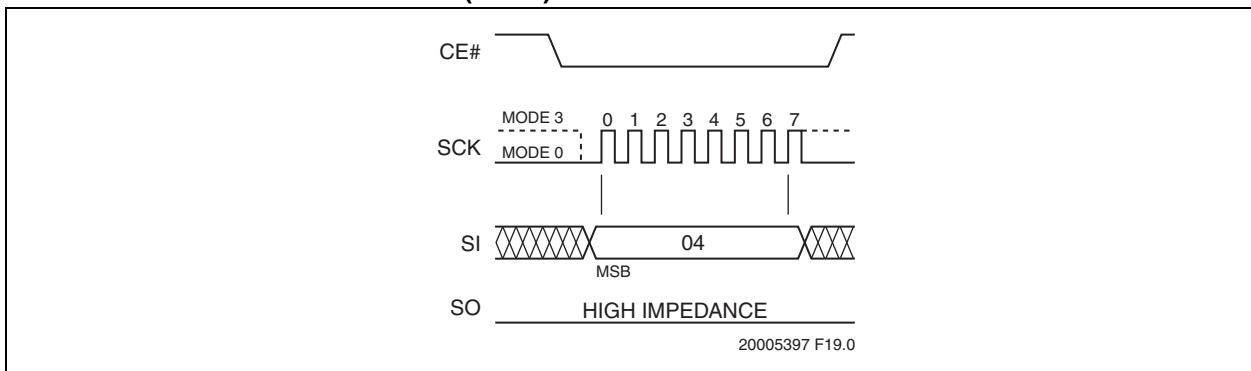 CE#
MODE 3
0 1 2 3 4 5 6 7
SCK
MODE 0
SI
04
MSB
SO
HIGH IMPEDANCE
20005397 F19.0